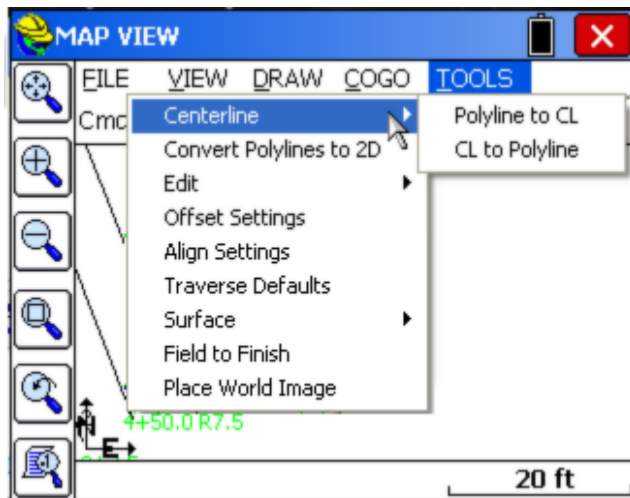 MAP VIEW
FILE VIEW DRAW COGO TOOLS
Cmd
Centerline
Polyline to CL
Convert Polylines to 2D
CL to Polyline
Edit
Offset Settings
Align Settings
Traverse Defaults
Surface
Field to Finish
Place World Image
4+50.0 R7.5
N
E
20 ft